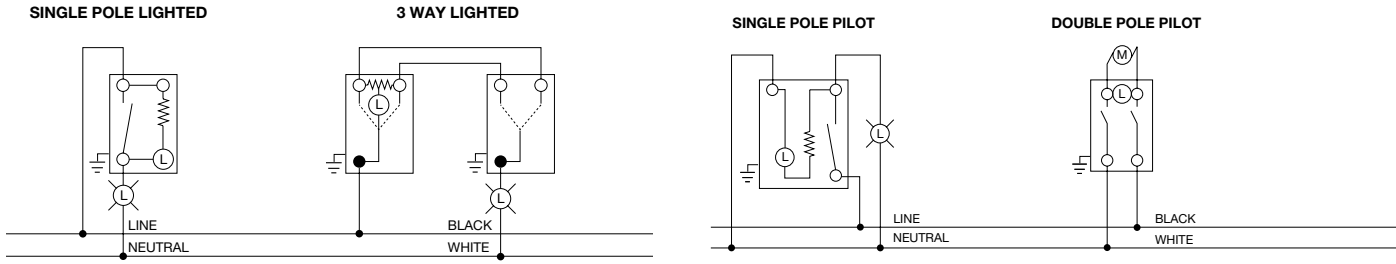 SINGLE POLE LIGHTED
3 WAY LIGHTED
SINGLE POLE PILOT
DOUBLE POLE PILOT
L
L
L
L
L
L
L
M
L
LINE
NEUTRAL
BLACK
WHITE
LINE
NEUTRAL
BLACK
WHITE